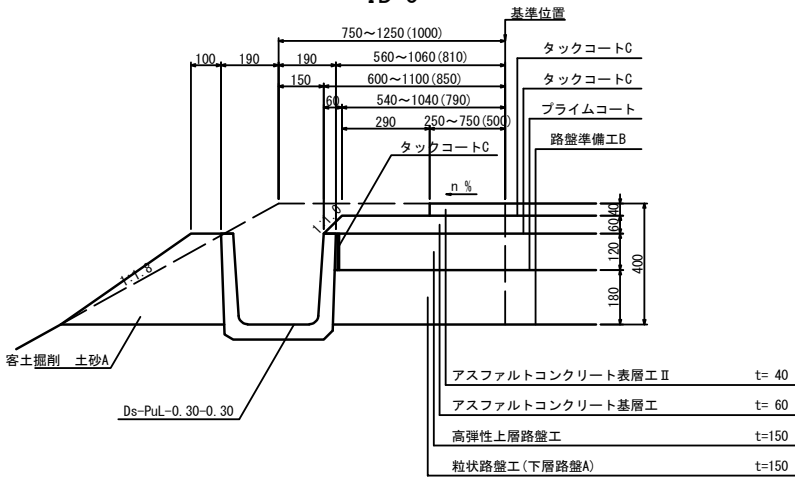 基準位置
750~1250(1000)
タックコートC
100
190
190
560~1060(810)
タックコートC
150
600~1100(850)
60
540~1040(790)
プライムコート
290
250~750(500)
路盤準備工B
タックコートC
n %
1:1.0
40
60
120
400
180
1:1.8
客土掘削 土砂A
アスファルトコンクリート表層工Ⅱ t= 40
Ds-PuL-0.30-0.30
アスファルトコンクリート基層工 t= 60
高弾性上層路盤工 t=150
粒状路盤工(下層路盤A) t=150